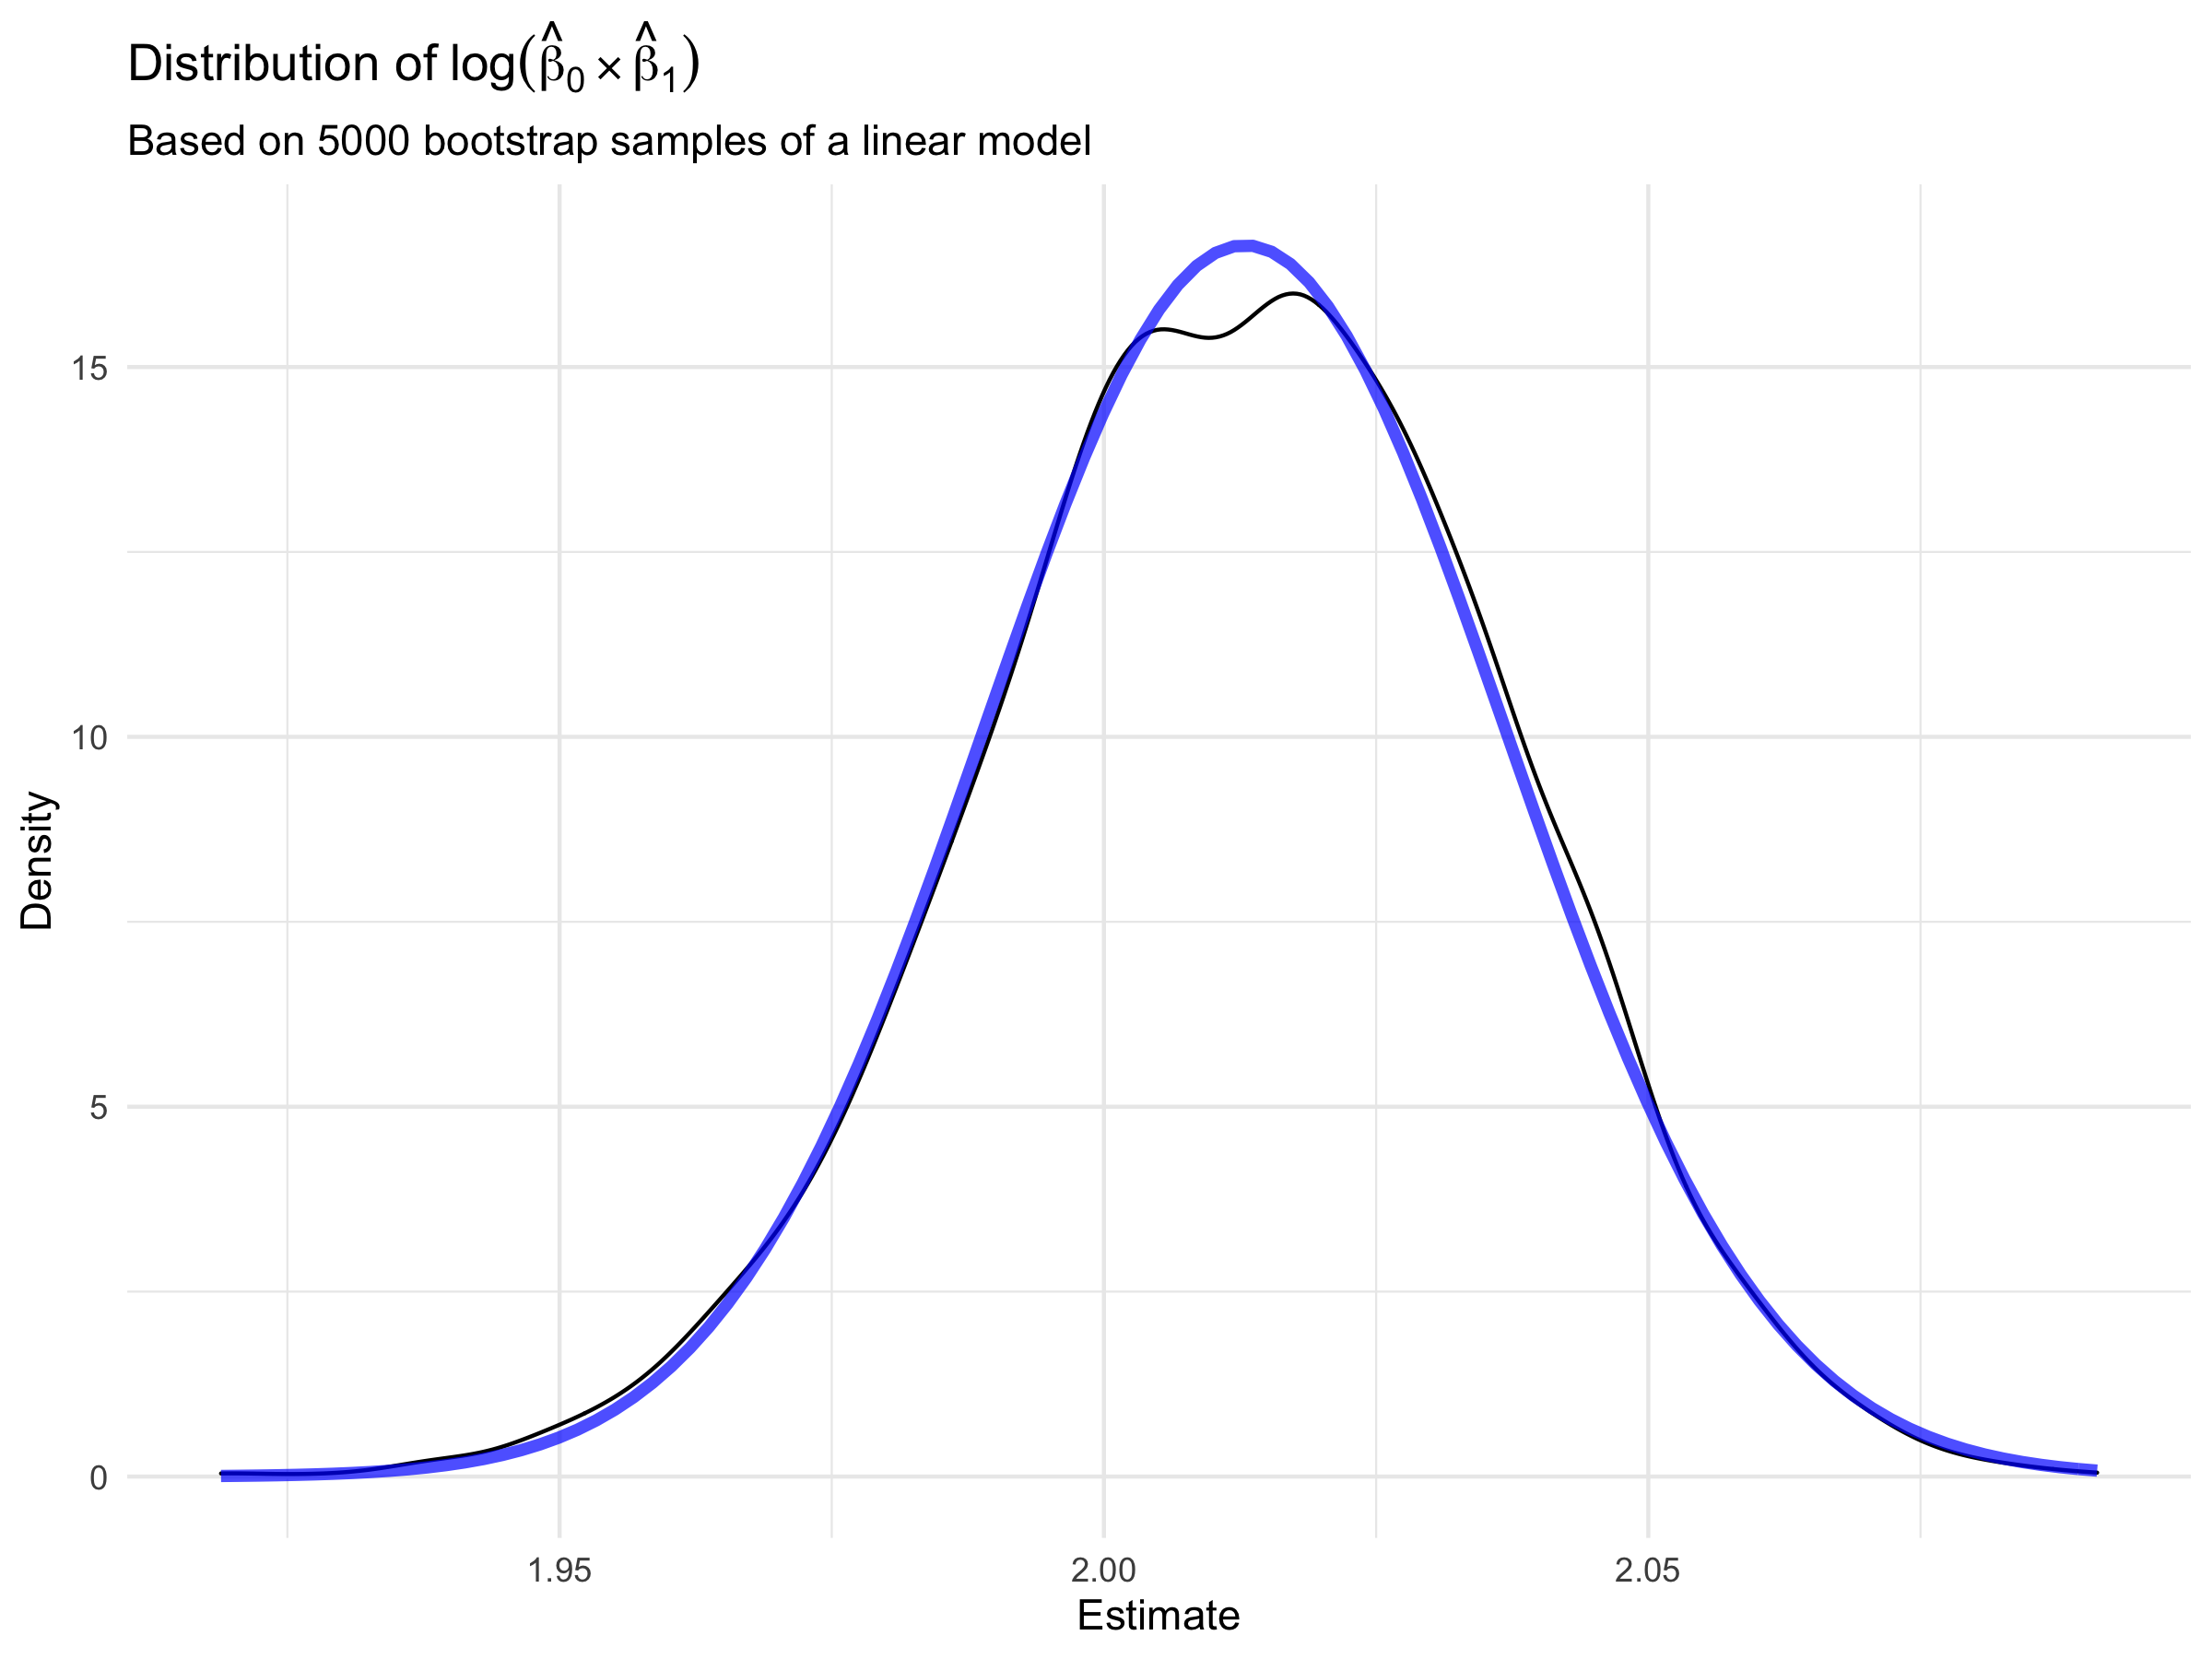 Distribution of log(β̂₀ × β̂₁)
Based on 5000 bootstrap samples of a linear model
15
10
5
0
Density
1.95 2.00 2.05
Estimate